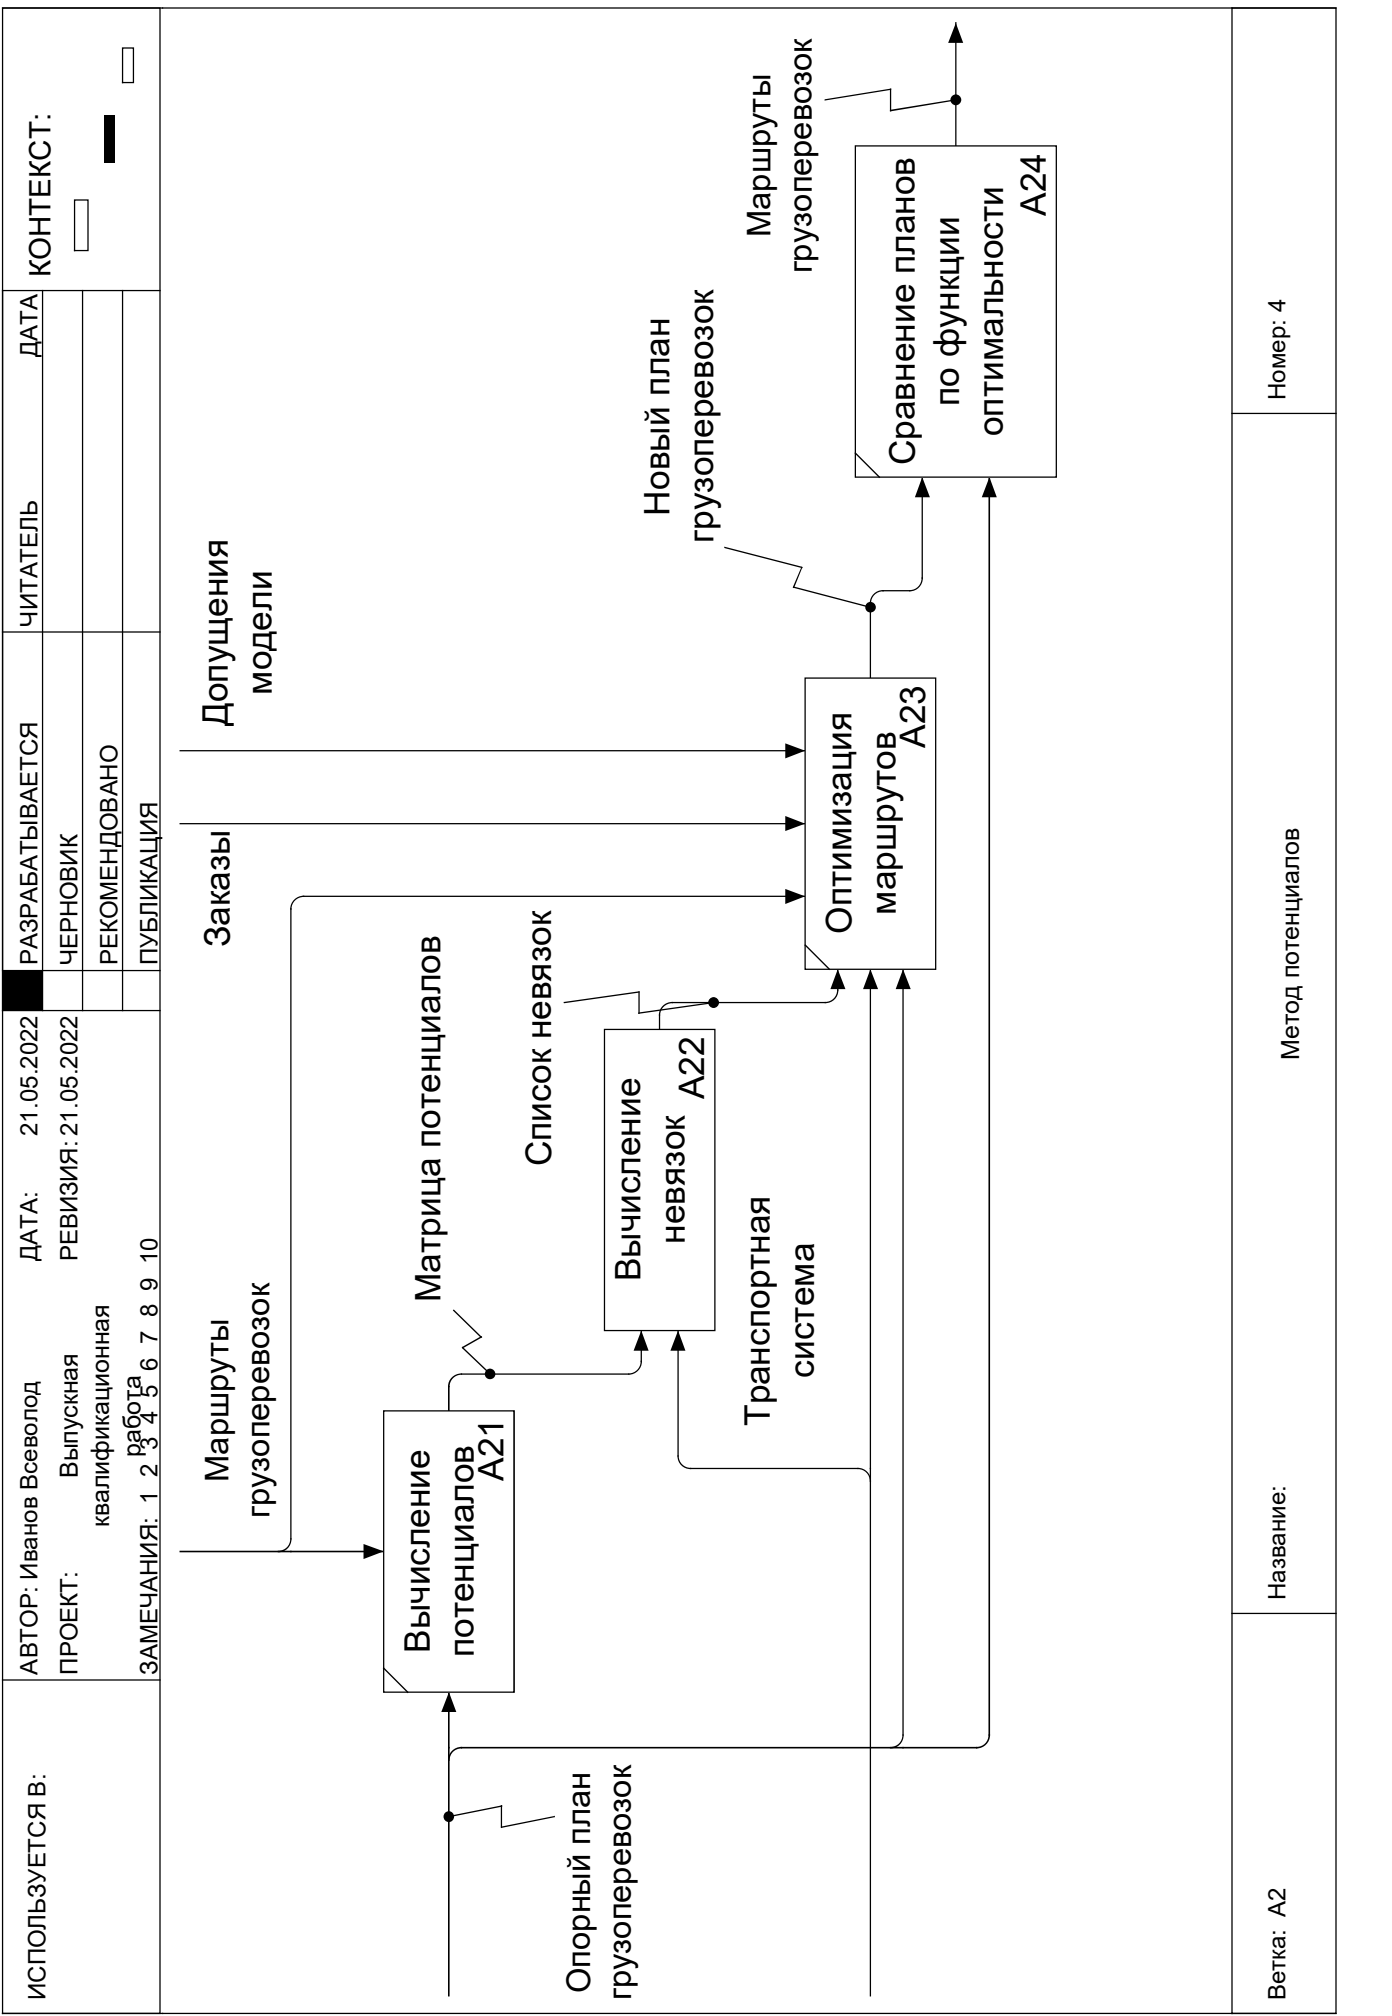 ИСПОЛЬЗУЕТСЯ В:
АВТОР: Иванов Всеволод
ДАТА: 21.05.2022
ПРОЕКТ: Выпускная
квалификационная
работа
РЕВИЗИЯ: 21.05.2022
ЗАМЕЧАНИЯ: 1 2 3 4 5 6 7 8 9 10
РАЗРАБАТЫВАЕТСЯ
ЧЕРНОВИК
РЕКОМЕНДОВАНО
ПУБЛИКАЦИЯ
ЧИТАТЕЛЬ
ДАТА
КОНТЕКСТ:
Маршруты
грузоперевозок
Заказы
Допущения
модели
Опорный план
грузоперевозок
Вычисление
потенциалов
A21
Матрица потенциалов
Вычисление
невязок
A22
Список невязок
Транспортная
система
Оптимизация
маршрутов
A23
Новый план
грузоперевозок
Сравнение планов
по функции
оптимальности
A24
Маршруты
грузоперевозок
Ветка: A2
Название:
Метод потенциалов
Номер: 4